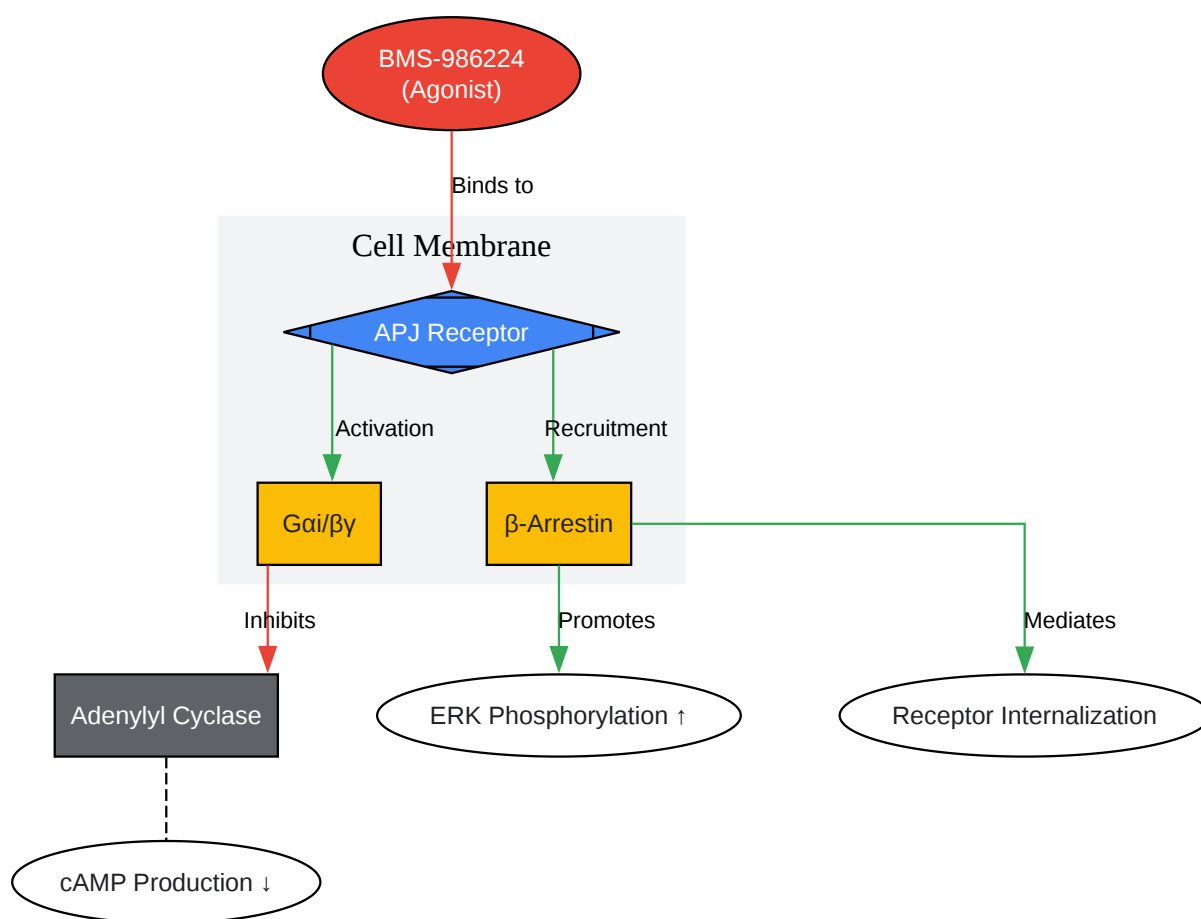 BMS-986224
(Agonist)
Binds to
Cell Membrane
APJ Receptor
Activation
Recruitment
Gαi/βγ
β-Arrestin
Inhibits
Promotes
Mediates
Adenylyl Cyclase
ERK Phosphorylation ↑
Receptor Internalization
cAMP Production ↓